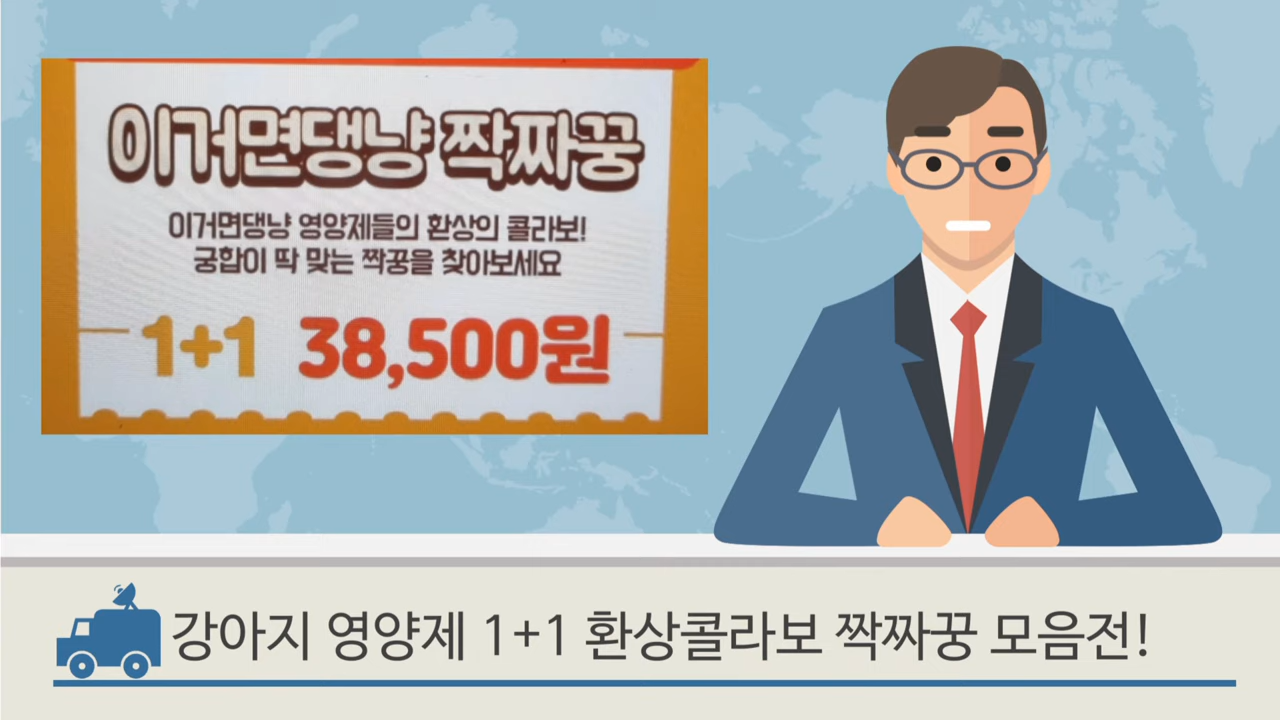 이거면댕냥 짝짜꿍
이거면댕냥 영양제들의 환상의 콜라보!
궁합이 딱 맞는 짝꿍을 찾아보세요
1+1 38,500원
강아지 영양제 1+1 환상콜라보 짝짜꿍 모음전!